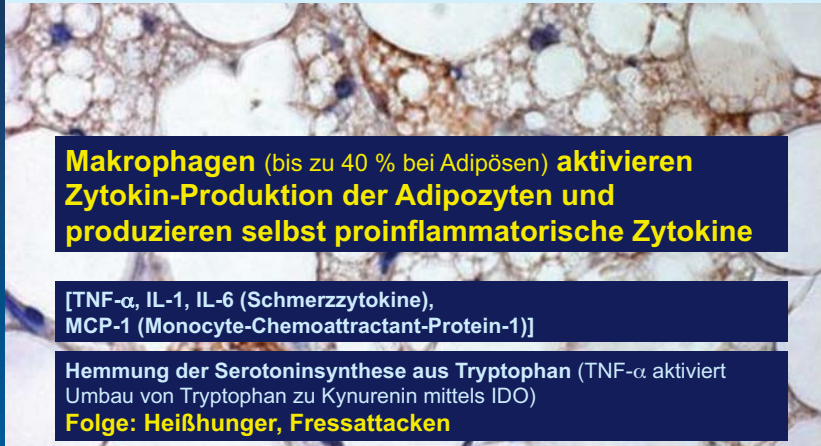 Makrophagen (bis zu 40 % bei Adipösen) aktivieren
Zytokin-Produktion der Adipozyten und
produzieren selbst proinflammatorische Zytokine
[TNF-α, IL-1, IL-6 (Schmerzzytokine),
MCP-1 (Monocyte-Chemoattractant-Protein-1)]
Hemmung der Serotoninsynthese aus Tryptophan (TNF-α aktiviert
Umbau von Tryptophan zu Kynurenin mittels IDO)
Folge: Heißhunger, Fressattacken